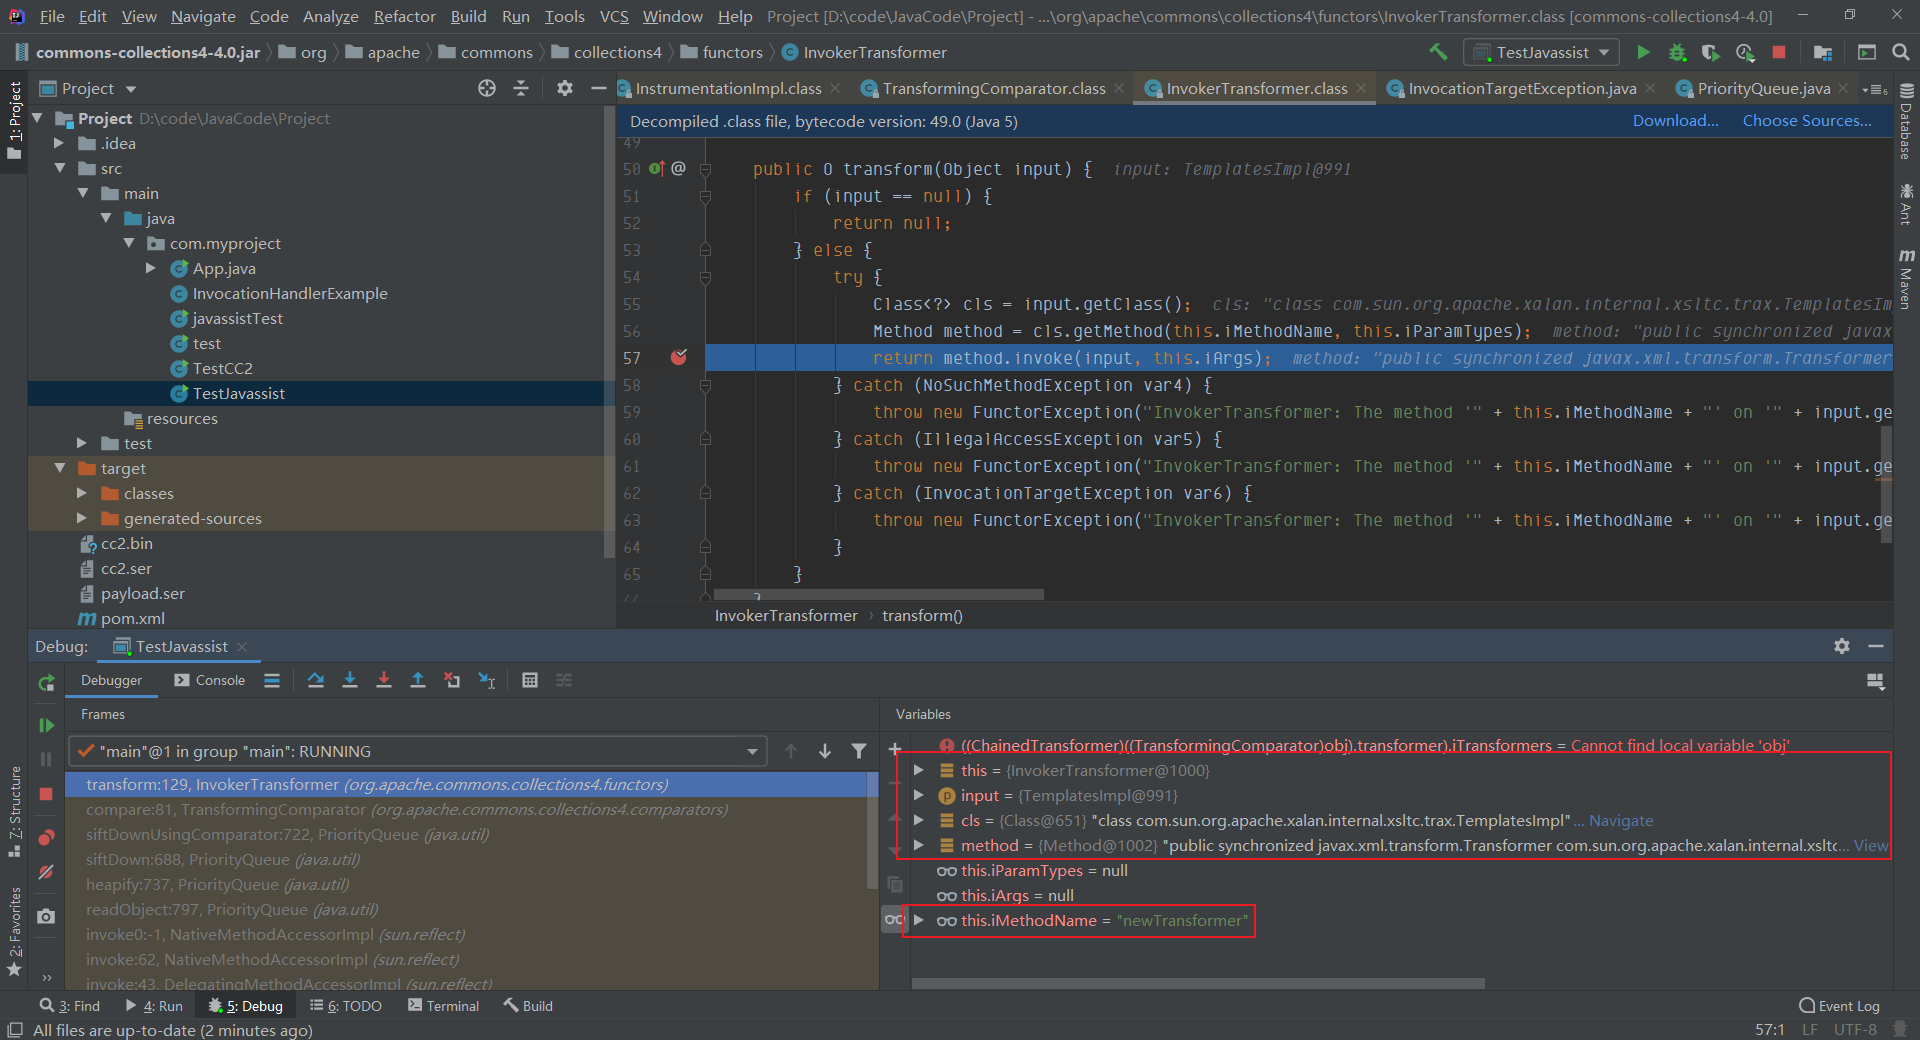 File Edit View Navigate Code Analyze Refactor Build Run Tools VCS Window Help Project [D:\code\JavaCode\Project] - ...\org\apache\commons\collections4\functors\InvokerTransformer.class [commons-collections4-4.0]
commons-collections4-4.0.jar org apache commons collections4 functors InvokerTransformer TestJavassist
Project InstrumentationImpl.class TransformingComparator.class InvokerTransformer.class InvocationTargetException.java PriorityQueue.java
1: Project
Database
Ant
Maven
Decompiled .class file, bytecode version: 49.0 (Java 5) Download... Choose Sources...
Project D:\code\JavaCode\Project
.idea
src
main
java
com.myproject
App.java
InvocationHandlerExample
javassistTest
test
TestCC2
TestJavassist
resources
test
target
classes
generated-sources
cc2.bin
cc2.ser
payload.ser
pom.xml
49
50 public O transform(Object input) { input: TemplatesImpl@991
51 if (input == null) {
52 return null;
53 } else {
54 try {
55 Class<?> cls = input.getClass(); cls: "class com.sun.org.apache.xalan.internal.xsltc.trax.TemplatesIm
56 Method method = cls.getMethod(this.iMethodName, this.iParamTypes); method: "public synchronized javax
57 return method.invoke(input, this.iArgs); method: "public synchronized javax.xml.transform.Transformer
58 } catch (NoSuchMethodException var4) {
59 throw new FunctorException("InvokerTransformer: The method '" + this.iMethodName + "' on '" + input.ge
60 } catch (IllegalAccessException var5) {
61 throw new FunctorException("InvokerTransformer: The method '" + this.iMethodName + "' on '" + input.ge
62 } catch (InvocationTargetException var6) {
63 throw new FunctorException("InvokerTransformer: The method '" + this.iMethodName + "' on '" + input.ge
64 }
65 }
InvokerTransformer › transform()
Debug: TestJavassist
Debugger Console
Frames
"main"@1 in group "main": RUNNING
transform:129, InvokerTransformer (org.apache.commons.collections4.functors)
compare:81, TransformingComparator (org.apache.commons.collections4.comparators)
siftDownUsingComparator:722, PriorityQueue (java.util)
siftDown:688, PriorityQueue (java.util)
heapify:737, PriorityQueue (java.util)
readObject:797, PriorityQueue (java.util)
invoke0:-1, NativeMethodAccessorImpl (sun.reflect)
invoke:62, NativeMethodAccessorImpl (sun.reflect)
invoke:43, DelegatingMethodAccessorImpl (sun.reflect)
Variables
((ChainedTransformer)((TransformingComparator)obj).transformer).iTransformers = Cannot find local variable 'obj'
this = {InvokerTransformer@1000}
input = {TemplatesImpl@991}
cls = {Class@651} "class com.sun.org.apache.xalan.internal.xsltc.trax.TemplatesImpl" ... Navigate
method = {Method@1002} "public synchronized javax.xml.transform.Transformer com.sun.org.apache.xalan.internal.xsltc... View
this.iParamTypes = null
this.iArgs = null
this.iMethodName = "newTransformer"
7: Structure
2: Favorites
3: Find 4: Run 5: Debug 6: TODO Terminal Build Event Log
All files are up-to-date (2 minutes ago) 57:1 LF UTF-8